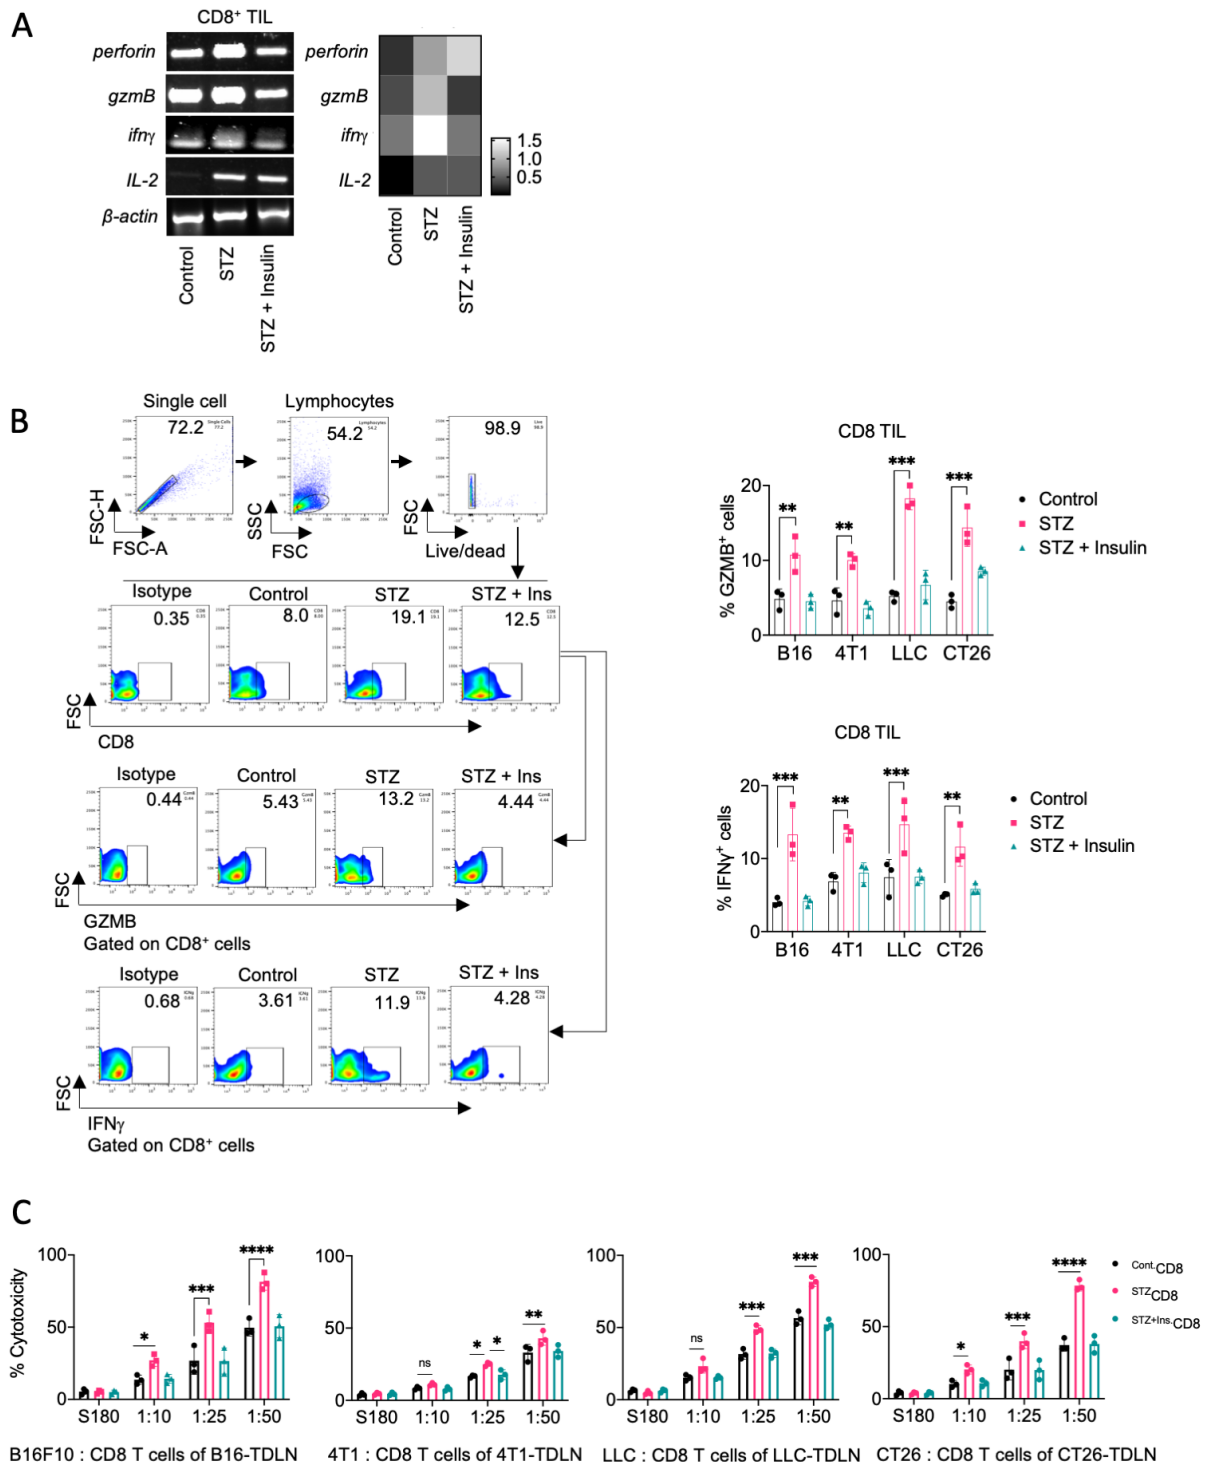 A
CD8+ TIL
perforin
gzmB
ifnγ
IL-2
β-actin
Control
STZ
STZ + Insulin
perforin
gzmB
ifnγ
IL-2
1.5
1.0
0.5
Control
STZ
STZ + Insulin
B
Single cell
Lymphocytes
72.2
54.2
98.9
FSC-H
FSC-A
SSC
FSC
FSC
Live/dead
Isotype
Control
STZ
STZ + Ins
0.35
8.0
19.1
12.5
FSC
CD8
Isotype
Control
STZ
STZ + Ins
0.44
5.43
13.2
4.44
FSC
GZMB
Gated on CD8+ cells
Isotype
Control
STZ
STZ + Ins
0.68
3.61
11.9
4.28
FSC
IFNγ
Gated on CD8+ cells
CD8 TIL
% GZMB+ cells
20
10
0
**
**
***
***
B16
4T1
LLC
CT26
Control
STZ
STZ + Insulin
CD8 TIL
% IFNγ+ cells
20
10
0
***
**
***
**
B16
4T1
LLC
CT26
Control
STZ
STZ + Insulin
C
% Cytotoxicity
100
50
0
*
***
****
S180
1:10
1:25
1:50
B16F10 : CD8 T cells of B16-TDLN
100
50
0
ns
*
*
**
S180
1:10
1:25
1:50
4T1 : CD8 T cells of 4T1-TDLN
100
50
0
ns
***
***
S180
1:10
1:25
1:50
LLC : CD8 T cells of LLC-TDLN
100
50
0
*
***
****
S180
1:10
1:25
1:50
CT26 : CD8 T cells of CT26-TDLN
Cont.CD8
STZCD8
STZ+Ins.CD8